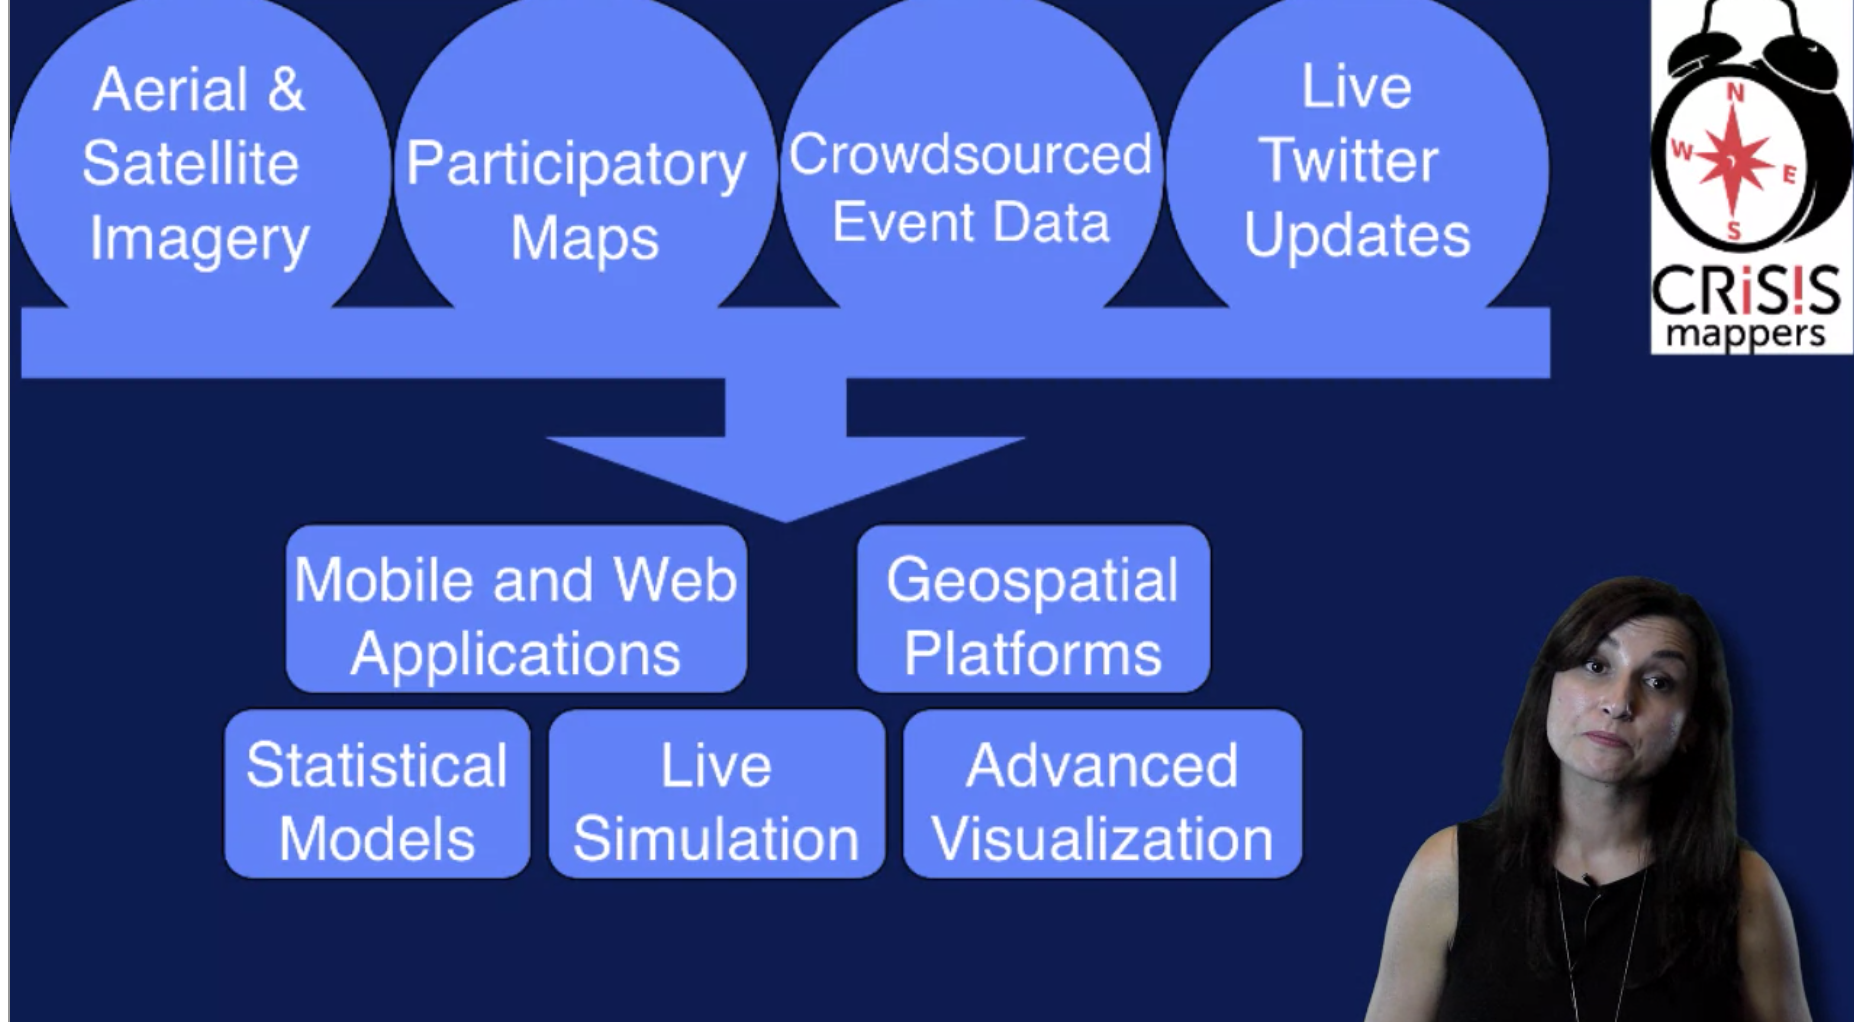 Aerial &
Satellite
Imagery
Participatory
Maps
Crowdsourced
Event Data
Live
Twitter
Updates
N
W
E
S
CRiS!S
mappers
Mobile and Web
Applications
Geospatial
Platforms
Statistical
Models
Live
Simulation
Advanced
Visualization